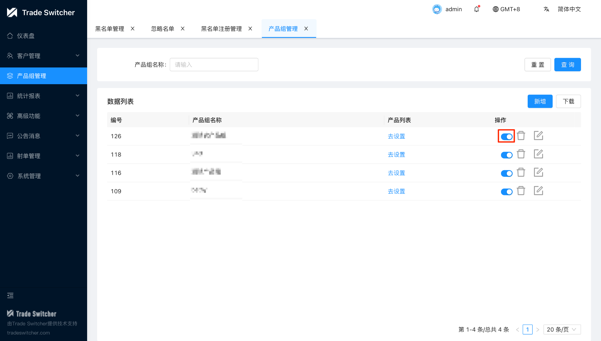 Trade Switcher
admin
GMT+8
简体中文
黑名单管理 ✕
忽略名单 ✕
黑名单注册管理 ✕
产品组管理 ✕
仪表盘
客户管理
产品组管理
统计报表
高级功能
公告消息
射单管理
系统管理
产品组名称：
请输入
重 置
查 询
数据列表
新增
下载
编号 产品组名称 产品列表 操作
126 去设置
118 去设置
116 去设置
109 去设置
Trade Switcher
由Trade Switcher提供技术支持
tradeswitcher.com
第 1-4 条/总共 4 条 < 1 > 20 条/页